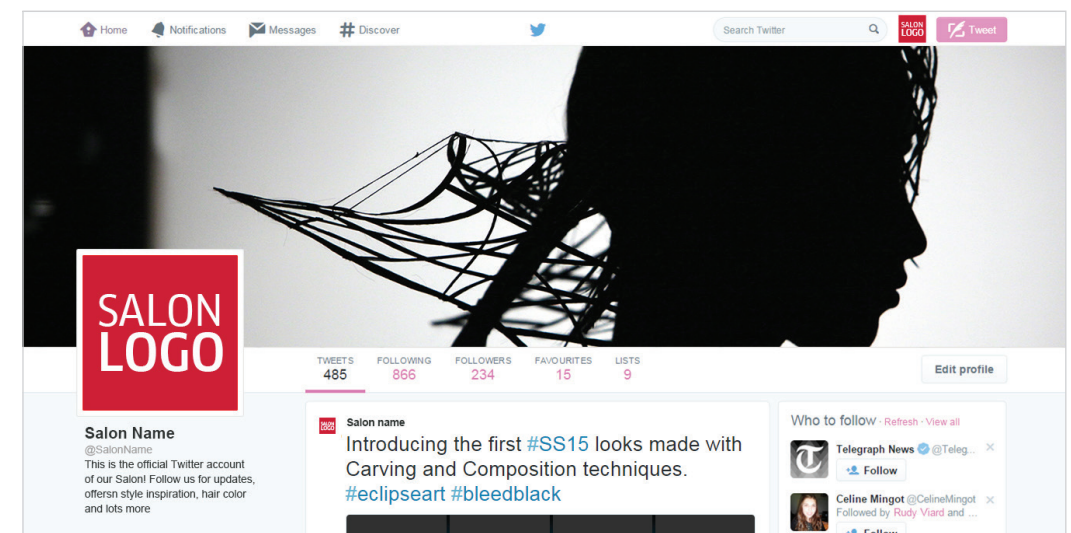 Home Notifications Messages # Discover Search Twitter SALON LOGO Tweet
SALON
LOGO
TWEETS FOLLOWING FOLLOWERS FAVOURITES LISTS
485 866 234 15 9
Edit profile
Salon Name
@SalonName
This is the official Twitter account
of our Salon! Follow us for updates,
offersn style inspiration, hair color
and lots more
SALON LOGO Salon name
Introducing the first #SS15 looks made with
Carving and Composition techniques.
#eclipseart #bleedblack
Who to follow · Refresh · View all
Telegraph News @Teleg...
Follow
Celine Mingot @CelineMingot
Followed by Rudy Viard and ...
Follow